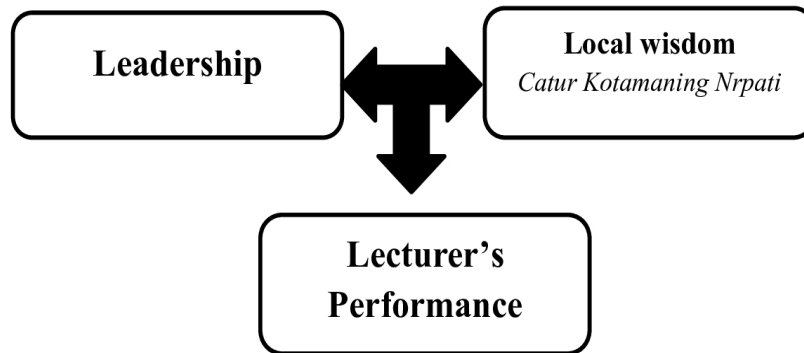 Leadership
Local wisdom
Catur Kotamaning Nrpati
Lecturer’s
Performance